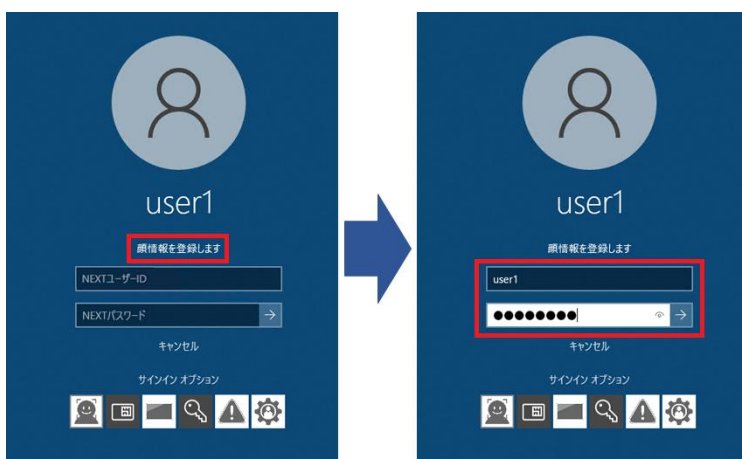 user1
顔情報を登録します
NEXTユーザーID
NEXTパスワード
キャンセル
サインイン オプション
user1
顔情報を登録します
user1
●●●●●●●●
キャンセル
サインイン オプション